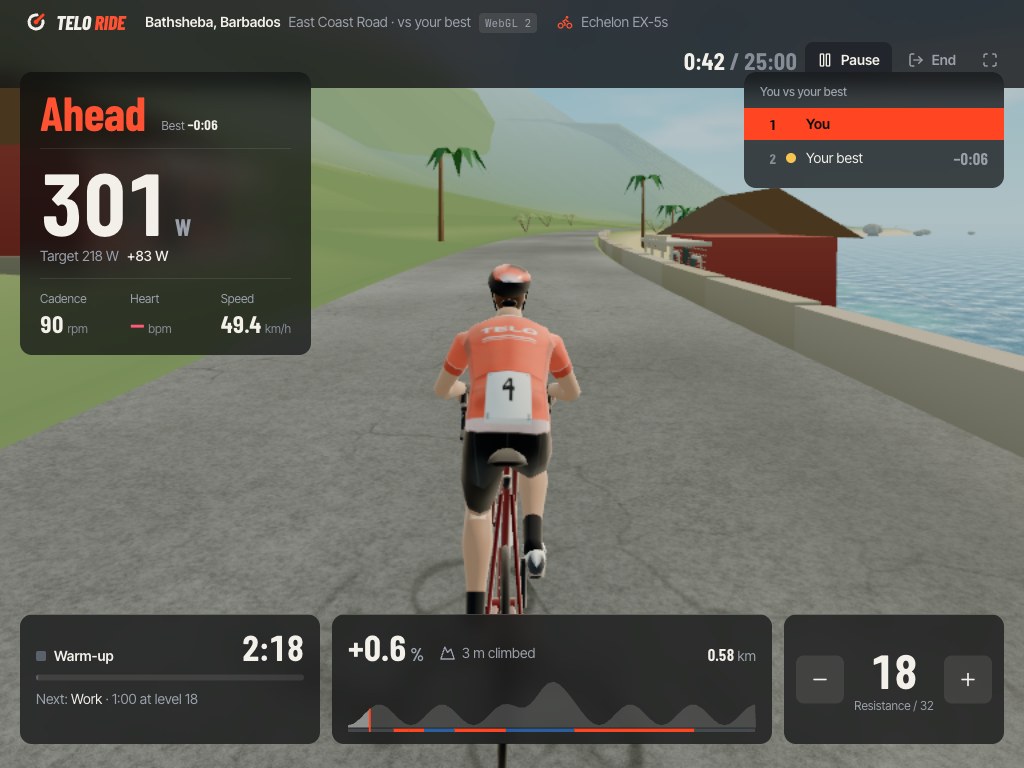 TELO RIDE Bathsheba, Barbados East Coast Road · vs your best WebGL 2 Echelon EX-5s
0:42 / 25:00 Pause End
Ahead Best −0:06
301 W
Target 218 W +83 W
Cadence Heart Speed
90 rpm – bpm 49.4 km/h
You vs your best
1 You
2 Your best −0:06
TELO
4
Warm-up 2:18
Next: Work · 1:00 at level 18
+0.6 % 3 m climbed 0.58 km
− 18 +
Resistance / 32